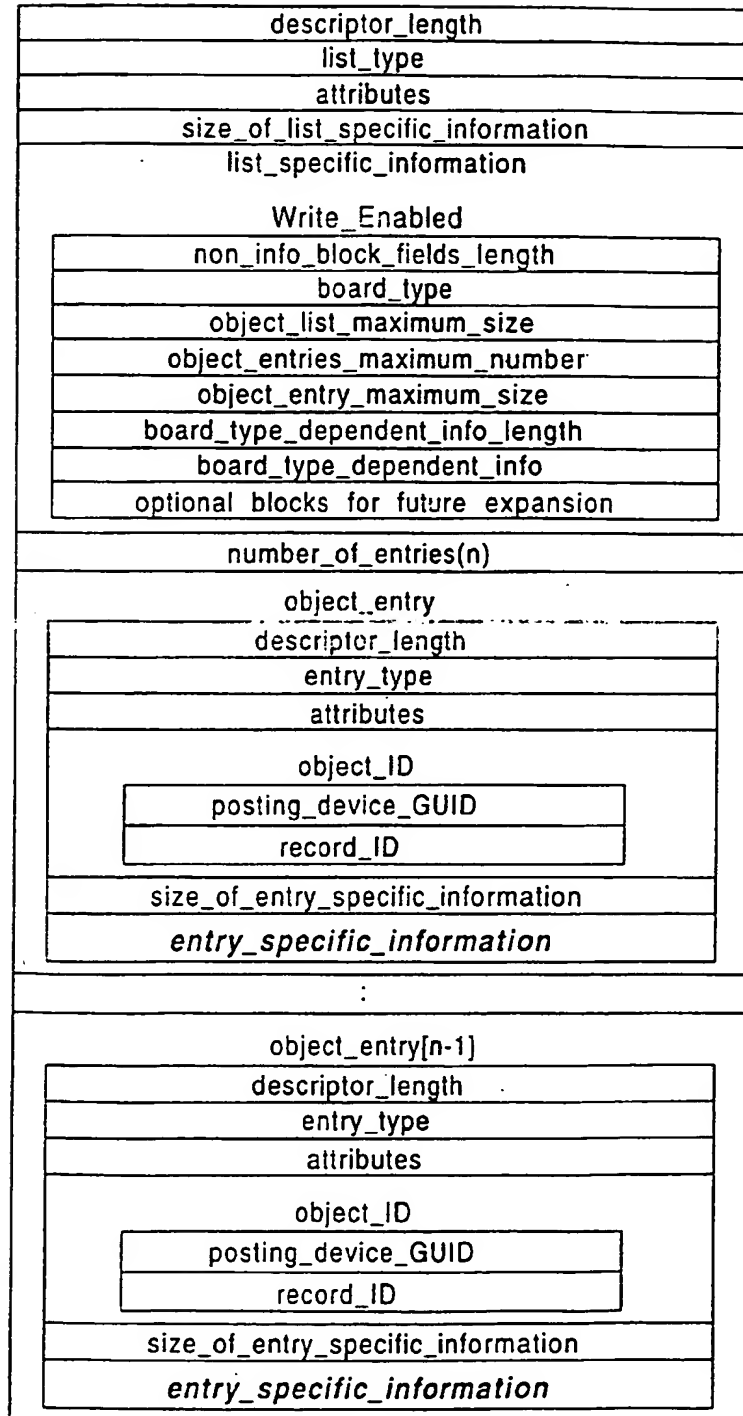 descriptor_length
list_type
attributes
size_of_list_specific_information
list_specific_information
Write_Enabled
non_info_block_fields_length
board_type
object_list_maximum_size
object_entries_maximum_number
object_entry_maximum_size
board_type_dependent_info_length
board_type_dependent_info
optional blocks for future expansion
number_of_entries(n)
object_entry
descriptor_length
entry_type
attributes
object_ID
posting_device_GUID
record_ID
size_of_entry_specific_information
entry_specific_information
:
object_entry[n-1]
descriptor_length
entry_type
attributes
object_ID
posting_device_GUID
record_ID
size_of_entry_specific_information
entry_specific_information